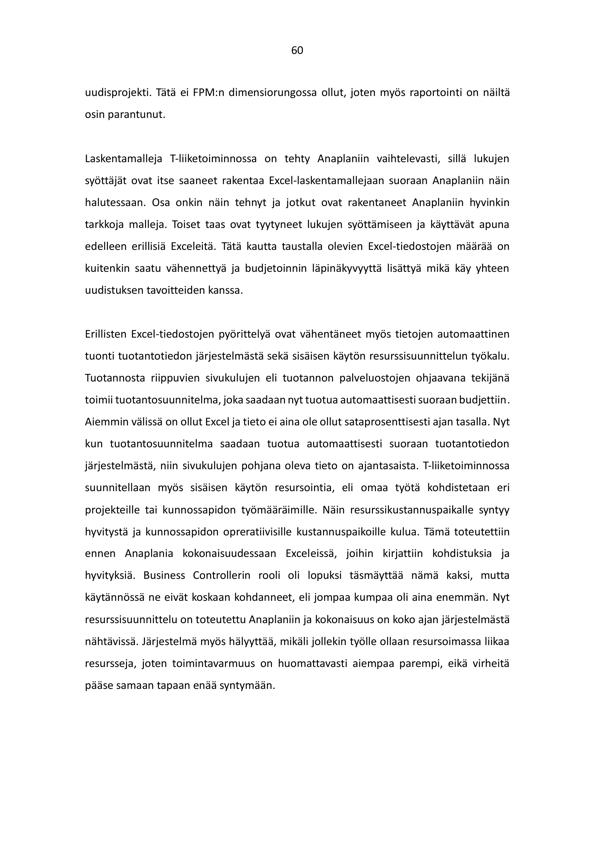 60
uudisprojekti. Tätä ei FPM:n dimensiorungossa ollut, joten myös raportointi on näiltä
osin parantunut.
Laskentamalleja T-liiketoiminnossa on tehty Anaplaniin vaihtelevasti, sillä lukujen
syöttäjät ovat itse saaneet rakentaa Excel-laskentamallejaan suoraan Anaplaniin näin
halutessaan. Osa onkin näin tehnyt ja jotkut ovat rakentaneet Anaplaniin hyvinkin
tarkkoja malleja. Toiset taas ovat tyytyneet lukujen syöttämiseen ja käyttävät apuna
edelleen erillisiä Exceleitä. Tätä kautta taustalla olevien Excel-tiedostojen määrää on
kuitenkin saatu vähennettyä ja budjetoinnin läpinäkyvyyttä lisättyä mikä käy yhteen
uudistuksen tavoitteiden kanssa.
Erillisten Excel-tiedostojen pyörittelyä ovat vähentäneet myös tietojen automaattinen
tuonti tuotantotiedon järjestelmästä sekä sisäisen käytön resurssisuunnittelun työkalu.
Tuotannosta riippuvien sivukulujen eli tuotannon palveluostojen ohjaavana tekijänä
toimii tuotantosuunnitelma, joka saadaan nyt tuotua automaattisesti suoraan budjettiin.
Aiemmin välissä on ollut Excel ja tieto ei aina ole ollut sataprosenttisesti ajan tasalla. Nyt
kun tuotantosuunnitelma saadaan tuotua automaattisesti suoraan tuotantotiedon
järjestelmästä, niin sivukulujen pohjana oleva tieto on ajantasaista. T-liiketoiminnossa
suunnitellaan myös sisäisen käytön resursointia, eli omaa työtä kohdistetaan eri
projekteille tai kunnossapidon työmääräimille. Näin resurssikustannuspaikalle syntyy
hyvitystä ja kunnossapidon opreratiivisille kustannuspaikoille kulua. Tämä toteutettiin
ennen Anaplania kokonaisuudessaan Exceleissä, joihin kirjattiin kohdistuksia ja
hyvityksiä. Business Controllerin rooli oli lopuksi täsmäyttää nämä kaksi, mutta
käytännössä ne eivät koskaan kohdanneet, eli jompaa kumpaa oli aina enemmän. Nyt
resurssisuunnittelu on toteutettu Anaplaniin ja kokonaisuus on koko ajan järjestelmästä
nähtävissä. Järjestelmä myös hälyyttää, mikäli jollekin työlle ollaan resursoimassa liikaa
resursseja, joten toimintavarmuus on huomattavasti aiempaa parempi, eikä virheitä
pääse samaan tapaan enää syntymään.